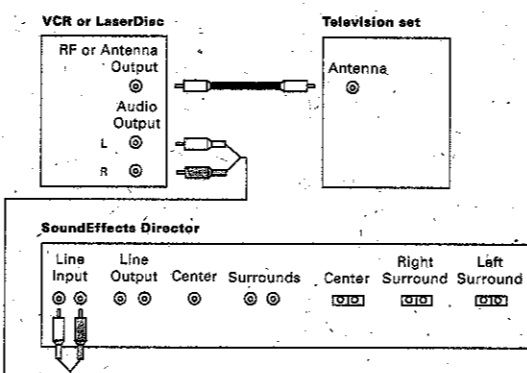 VCR or LaserDisc
RF or Antenna
Output
Audio
Output
L
R
Television set
Antenna
SoundEffects Director
Line
Input
Line
Output
Center
Surrounds
Center
Right
Surround
Left
Surround